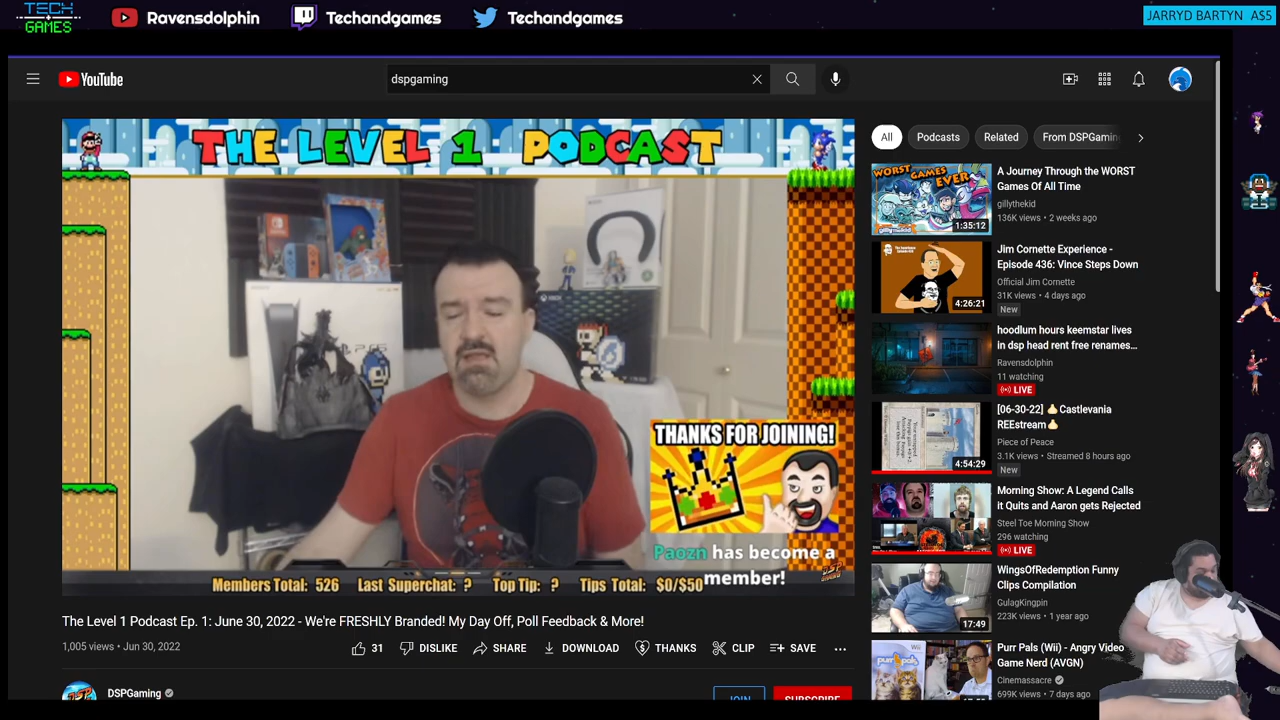 TECH
GAMES
Ravensdolphin
Techandgames
Techandgames
JARRYD BARTYN A$5
YouTube
dspgaming
THE LEVEL 1 PODCAST
THANKS FOR JOINING!
Paozn has become a
member!
Members Total: 526 Last Superchat: ? Top Tip: ? Tips Total: $0/$50
The Level 1 Podcast Ep. 1: June 30, 2022 - We're FRESHLY Branded! My Day Off, Poll Feedback & More!
1,005 views • Jun 30, 2022
31
DISLIKE
SHARE
DOWNLOAD
THANKS
CLIP
SAVE
DSPGaming
JOIN
SUBSCRIBE
All
Podcasts
Related
From DSPGamin
WORST
GAMES EVER
1:35:12
A Journey Through the WORST
Games Of All Time
gillythekid
136K views • 2 weeks ago
4:26:21
Jim Cornette Experience -
Episode 436: Vince Steps Down
Official Jim Cornette
31K views • 4 days ago
New
hoodlum hours keemstar lives
in dsp head rent free renames...
Ravensdolphin
11 watching
LIVE
4:54:29
[06-30-22] 👍Castlevania
REEstream👍
Piece of Peace
3.1K views • Streamed 8 hours ago
New
Morning Show: A Legend Calls
it Quits and Aaron gets Rejected
Steel Toe Morning Show
296 watching
LIVE
17:49
WingsOfRedemption Funny
Clips Compilation
GulagKingpin
223K views • 1 year ago
Purr Pals (Wii) - Angry Video
Game Nerd (AVGN)
Cinemassacre
699K views • 7 days ago